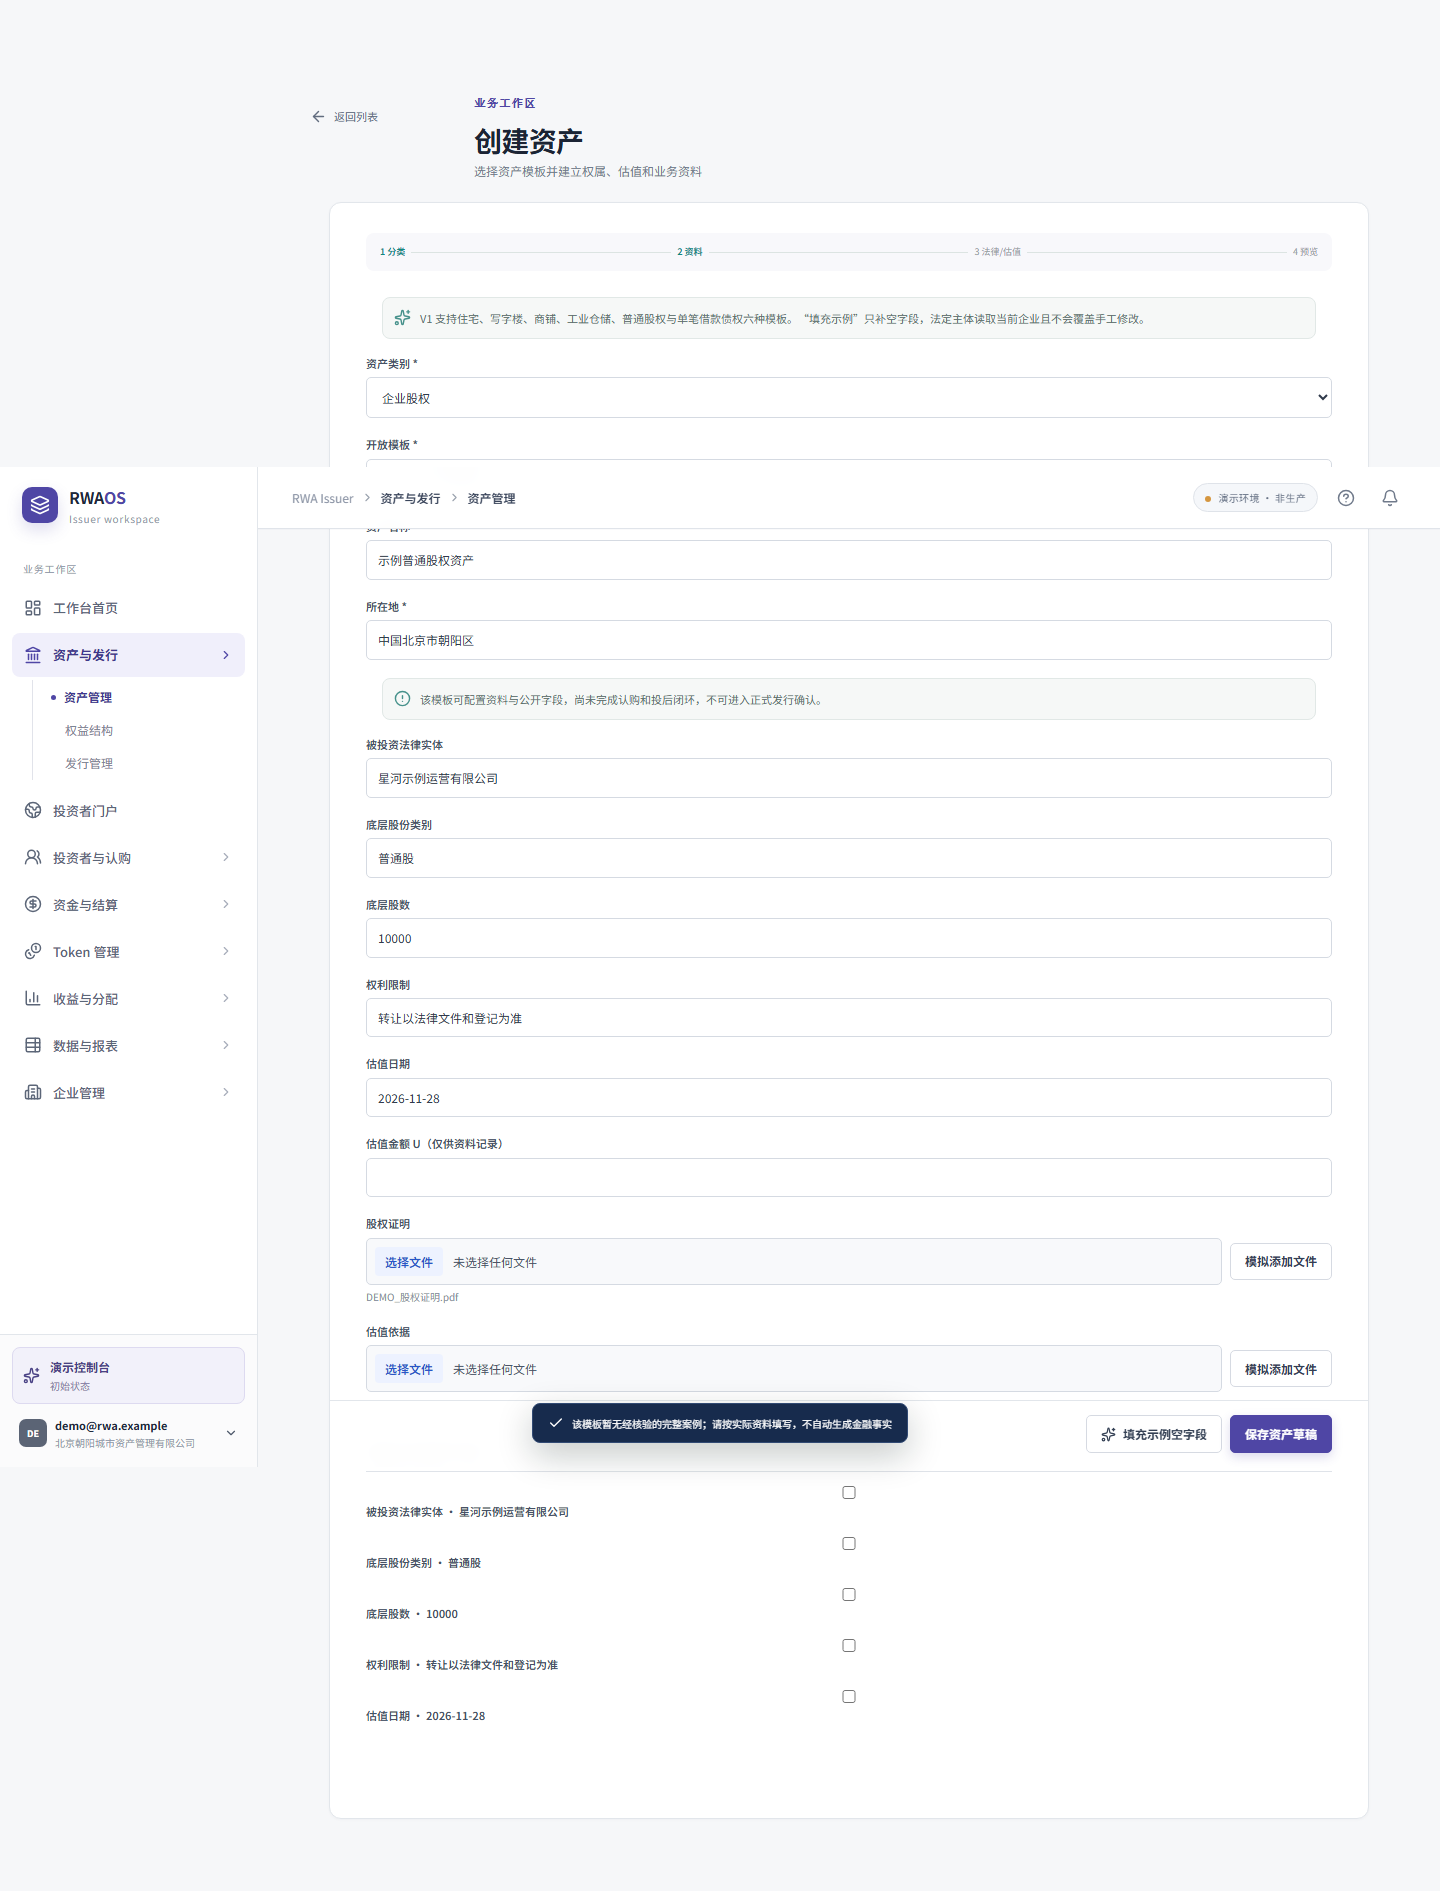 业务工作区
返回列表
创建资产
选择资产模板并建立权属、估值和业务资料
1 分类
2 资料
3 法律/估值
4 预览
V1 支持住宅、写字楼、商铺、工业仓储、普通股权与单笔借款债权六种模板。“填充示例”只补空字段，法定主体读取当前企业且不会覆盖手工修改。
资产类别 *
企业股权
开放模板 *
RWAOS
Issuer workspace
RWA Issuer
资产与发行
资产管理
演示环境 · 非生产
业务工作区
工作台首页
资产与发行
资产管理
权益结构
发行管理
投资者门户
投资者与认购
资金与结算
Token 管理
收益与分配
数据与报表
企业管理
演示控制台
初始状态
DE
demo@rwa.example
北京朝阳城市资产管理有限公司
示例普通股权资产
所在地 *
中国北京市朝阳区
该模板可配置资料与公开字段，尚未完成认购和投后闭环，不可进入正式发行确认。
被投资法律实体
星河示例运营有限公司
底层股份类别
普通股
底层股数
10000
权利限制
转让以法律文件和登记为准
估值日期
2026-11-28
估值金额 U（仅供资料记录）
股权证明
选择文件 未选择任何文件
模拟添加文件
DEMO_股权证明.pdf
估值依据
选择文件 未选择任何文件
模拟添加文件
该模板暂无经核验的完整案例；请按实际资料填写，不自动生成金融事实
填充示例空字段
保存资产草稿
被投资法律实体 · 星河示例运营有限公司
底层股份类别 · 普通股
底层股数 · 10000
权利限制 · 转让以法律文件和登记为准
估值日期 · 2026-11-28